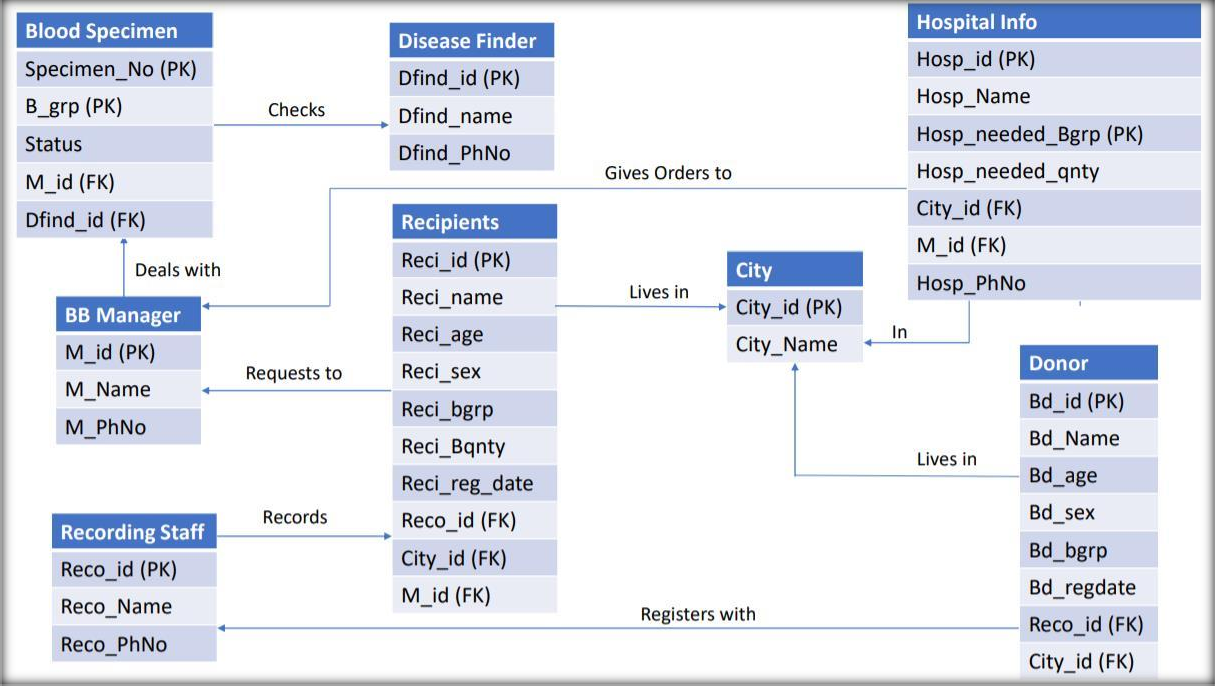 Blood Specimen
Specimen_No (PK)
B_grp (PK)
Status
M_id (FK)
Dfind_id (FK)
Checks
Disease Finder
Dfind_id (PK)
Dfind_name
Dfind_PhNo
Hospital Info
Hosp_id (PK)
Hosp_Name
Hosp_needed_Bgrp (PK)
Hosp_needed_qnty
City_id (FK)
M_id (FK)
Hosp_PhNo
Gives Orders to
Deals with
BB Manager
M_id (PK)
M_Name
M_PhNo
Requests to
Recipients
Reci_id (PK)
Reci_name
Reci_age
Reci_sex
Reci_bgrp
Reci_Bqnty
Reci_reg_date
Reco_id (FK)
City_id (FK)
M_id (FK)
Lives in
City
City_id (PK)
City_Name
In
Donor
Bd_id (PK)
Bd_Name
Bd_age
Bd_sex
Bd_bgrp
Bd_regdate
Reco_id (FK)
City_id (FK)
Lives in
Recording Staff
Reco_id (PK)
Reco_Name
Reco_PhNo
Records
Registers with